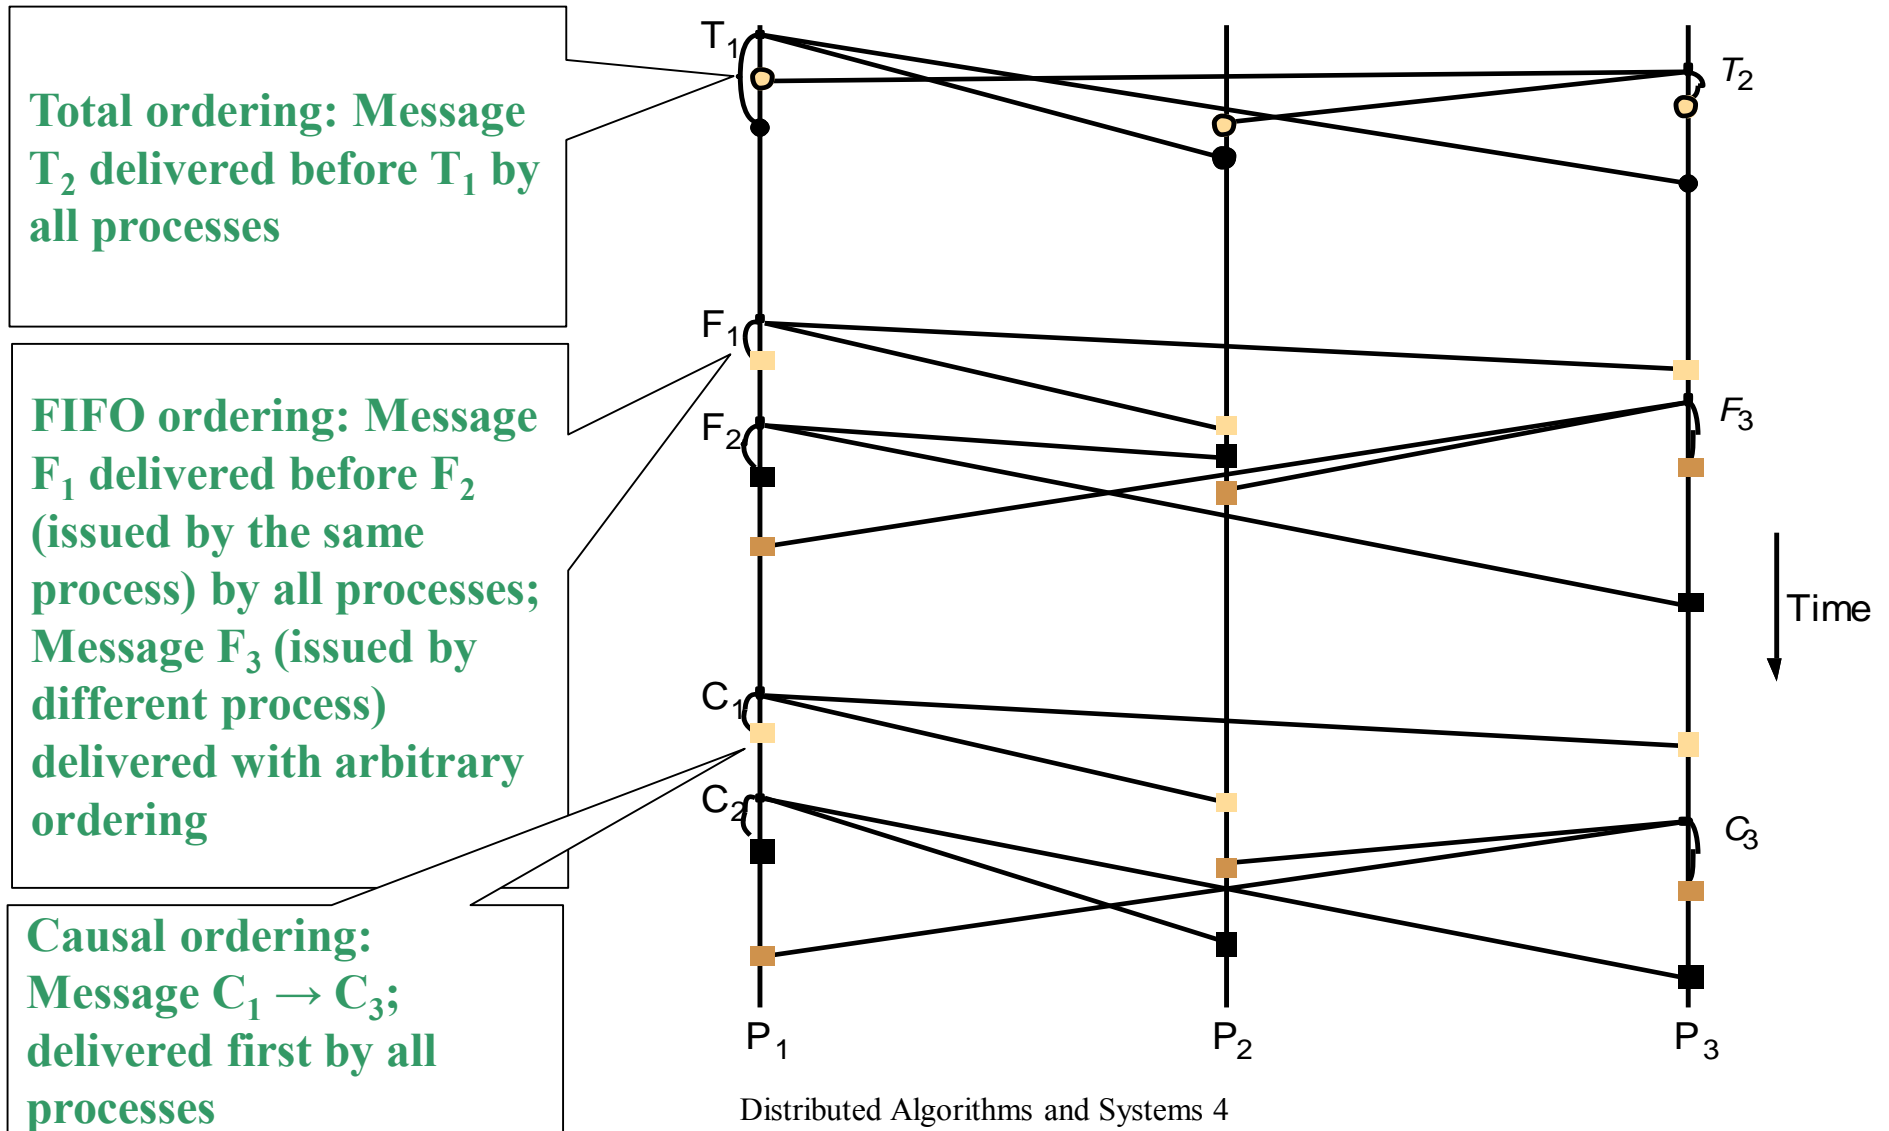 Total ordering: Message
T2 delivered before T1 by
all processes
FIFO ordering: Message
F1 delivered before F2
(issued by the same
process) by all processes;
Message F3 (issued by
different process)
delivered with arbitrary
ordering
Causal ordering:
Message C1 → C3;
delivered first by all
processes
T1
T2
F1
F2
F3
Time
C1
C2
C3
P1
P2
P3
Distributed Algorithms and Systems 4